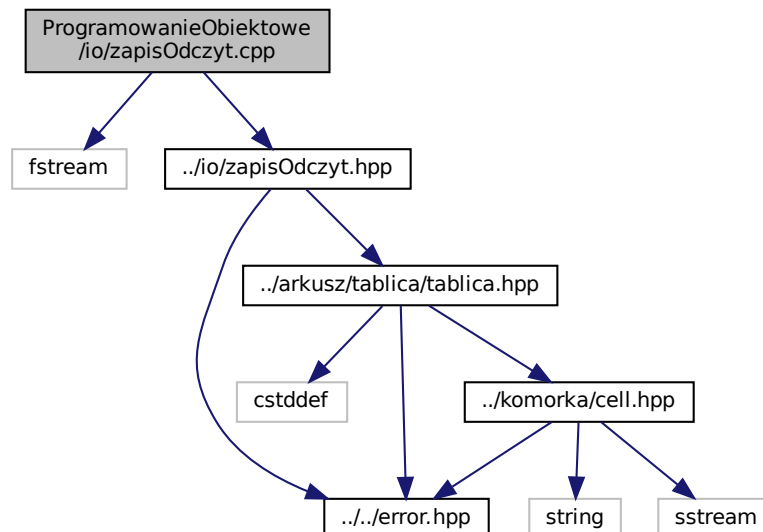 ProgramowanieObiektowe
/io/zapisOdczyt.cpp
fstream
../io/zapisOdczyt.hpp
../arkusz/tablica/tablica.hpp
cstddef
../komorka/cell.hpp
../../error.hpp
string
sstream